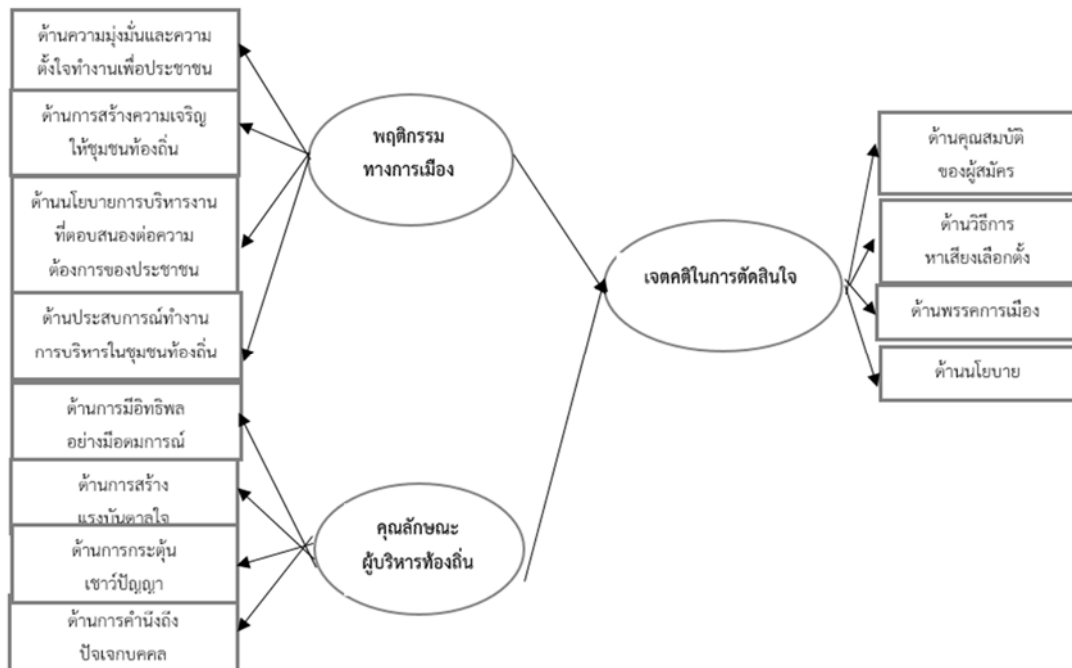 ด้านความมุ่งมั่นและความ
ตั้งใจทำงานเพื่อประชาชน
ด้านการสร้างความเจริญ
ให้ชุมชนท้องถิ่น
ด้านนโยบายการบริหารงาน
ที่ตอบสนองต่อความ
ต้องการของประชาชน
ด้านประสบการณ์ทำงาน
การบริหารในชุมชนท้องถิ่น
ด้านการมีอิทธิพล
อย่างมีอุดมการณ์
ด้านการสร้าง
แรงบันดาลใจ
ด้านการกระตุ้น
เชาว์ปัญญา
ด้านการคำนึงถึง
ปัจเจกบุคคล
พฤติกรรม
ทางการเมือง
คุณลักษณะ
ผู้บริหารท้องถิ่น
เจตคติในการตัดสินใจ
ด้านคุณสมบัติ
ของผู้สมัคร
ด้านวิธีการ
หาเสียงเลือกตั้ง
ด้านพรรคการเมือง
ด้านนโยบาย